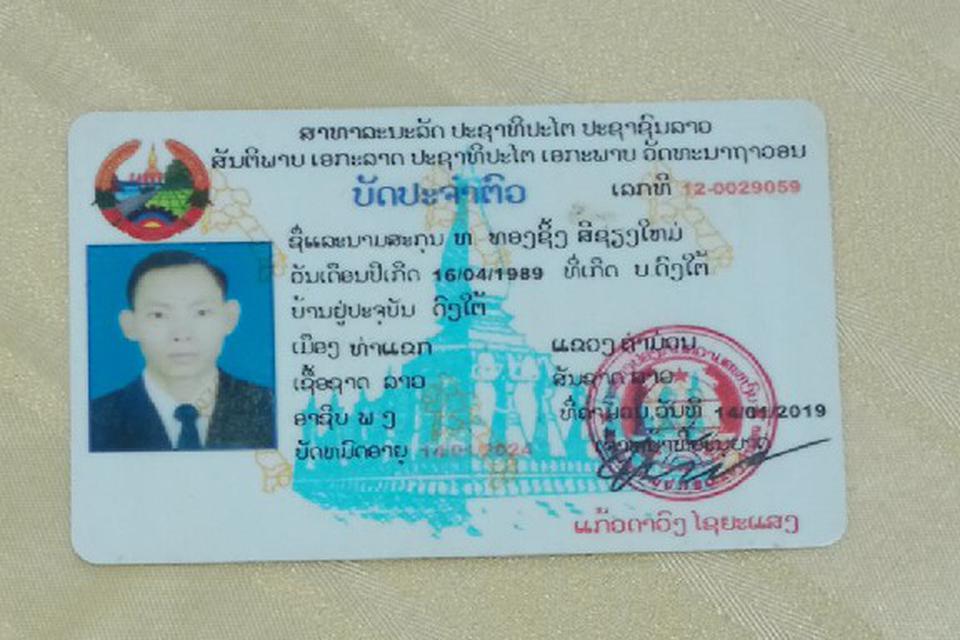 ສາທາລະນະລັດ ປະຊາທິປະໄຕ ປະຊາຊົນລາວ
ສັນຕິພາບ ເອກະລາດ ປະຊາທິປະໄຕ ເອກະພາບ ວັດທະນາຖາວອນ
ບັດປະຈຳຕົວ ເລກທີ 12-0029059
ຊື່ແລະນາມສະກຸນ ທ ທອງຊິ້ງ ສີຊຽງໃຫມ່
ວັນເດືອນປີເກີດ 16/04/1989 ທີ່ເກີດ ບ.ດົງໃຕ້
ບ້ານຢູ່ປະຈຸບັນ ດົງໃຕ້
ເມືອງ ທ່າແຂກ ແຂວງ ຄຳມ່ວນ
ເຊື້ອຊາດ ລາວ ສັນຊາດ ລາວ
ອາຊິບ ພ ງ ທີ່ຄຳມ່ວນ,ວັນທີ 14/01/2019
ບັດຫມົດອາຍຸ 14/01/2024
ແກ້ວດາວົງ ໄຊຍະແສງ